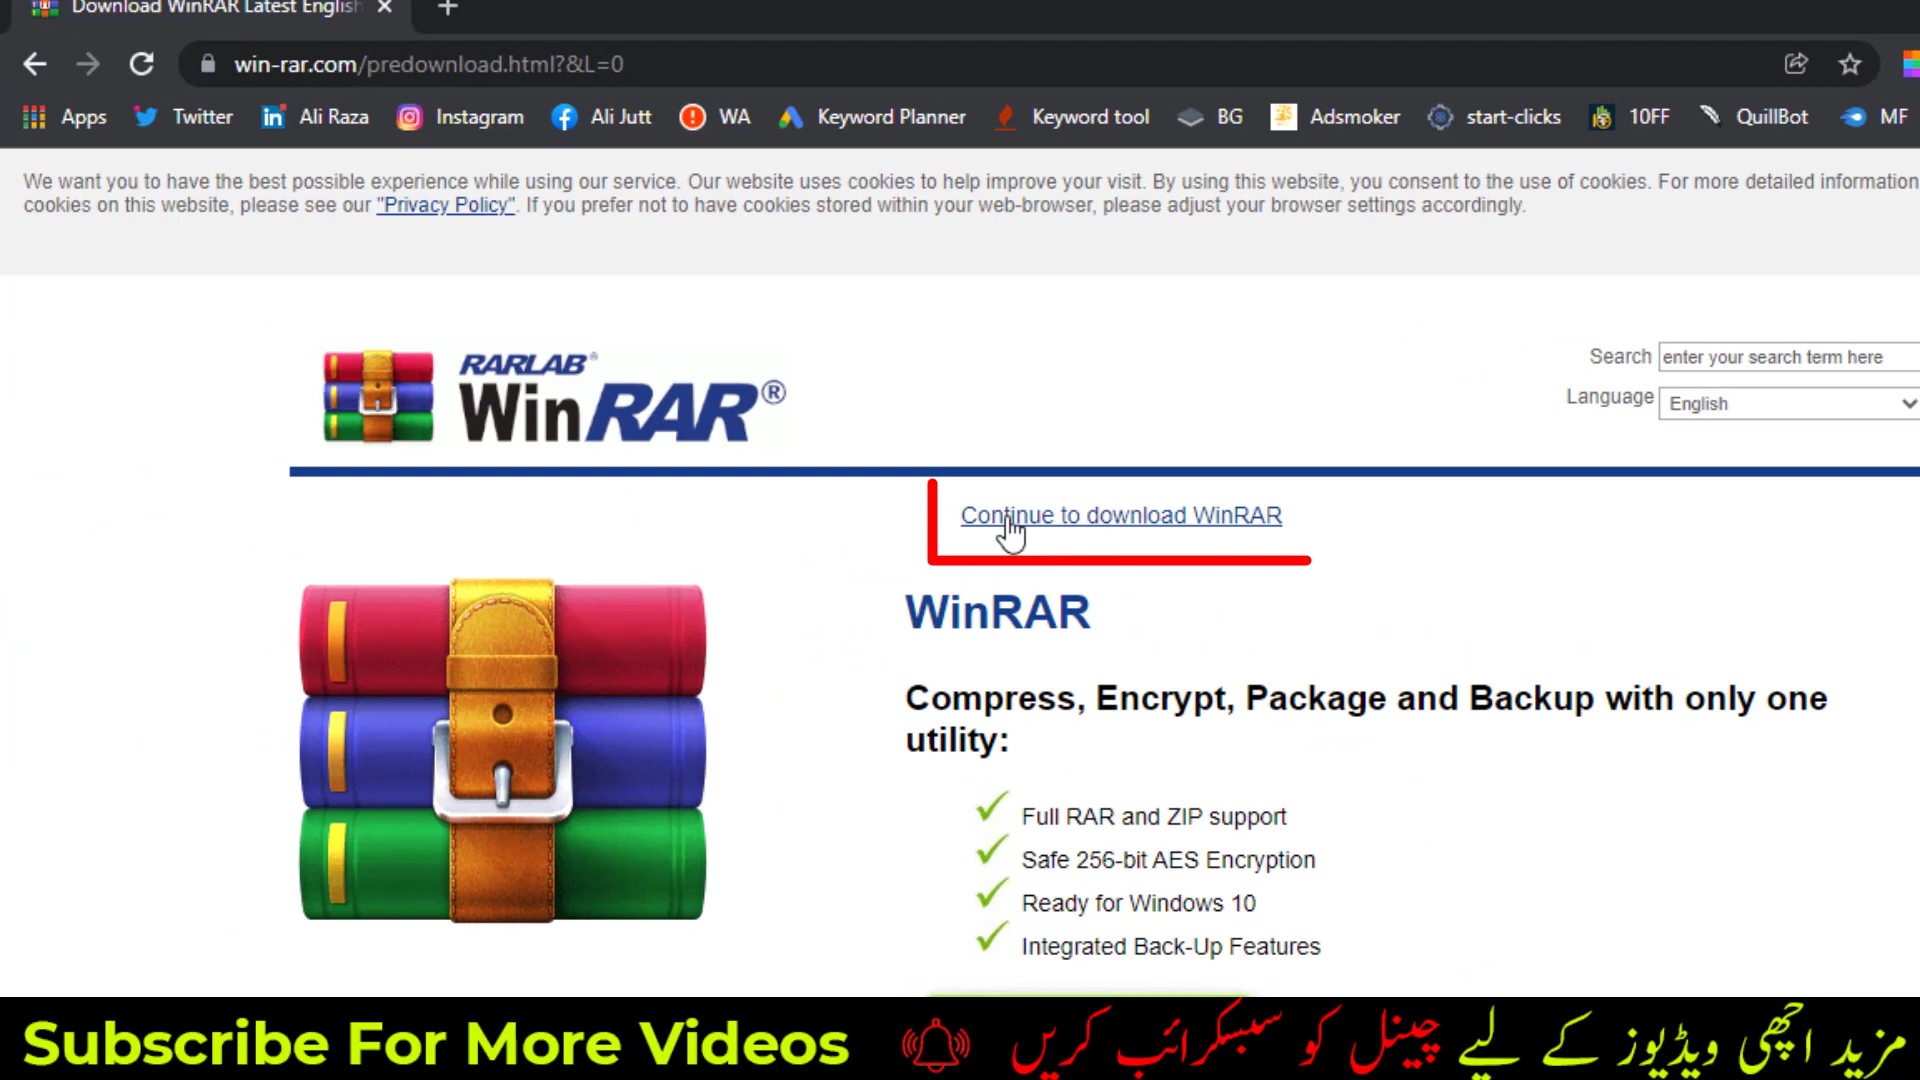 Download WinRAR Latest English
win-rar.com/predownload.html?&L=0
Apps Twitter Ali Raza Instagram Ali Jutt WA Keyword Planner Keyword tool BG Adsmoker start-clicks 10FF QuillBot MF
We want you to have the best possible experience while using our service. Our website uses cookies to help improve your visit. By using this website, you consent to the use of cookies. For more detailed information
cookies on this website, please see our "Privacy Policy". If you prefer not to have cookies stored within your web-browser, please adjust your browser settings accordingly.
RARLAB®
WinRAR®
Search enter your search term here
Language English
Continue to download WinRAR
WinRAR
Compress, Encrypt, Package and Backup with only one
utility:
Full RAR and ZIP support
Safe 256-bit AES Encryption
Ready for Windows 10
Integrated Back-Up Features
Subscribe For More Videos
مزید اچھی ویڈیوز کے لیے چینل کو سبسکرائب کریں